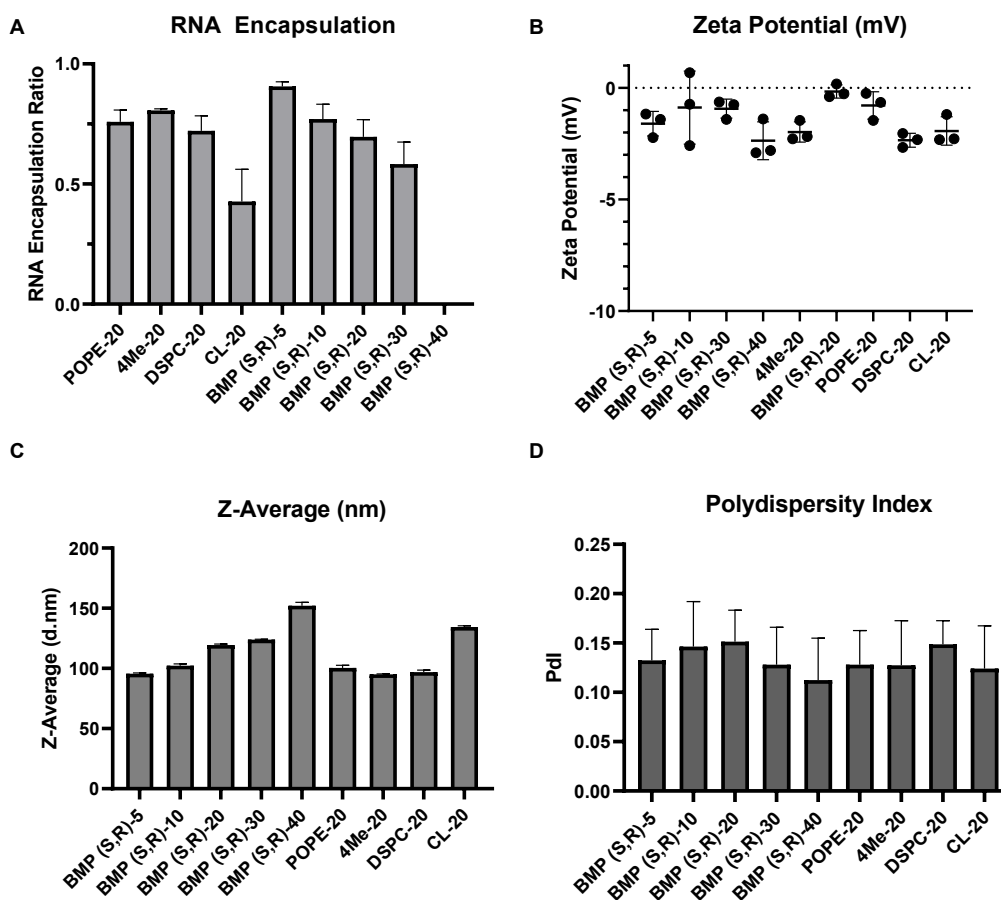 A
RNA Encapsulation
RNA Encapsulation Ratio
1.0
0.5
0.0
POPE-20
4Me-20
DSPC-20
CL-20
BMP (S,R)-5
BMP (S,R)-10
BMP (S,R)-20
BMP (S,R)-30
BMP (S,R)-40
B
Zeta Potential (mV)
Zeta Potential (mV)
0
-5
-10
BMP (S,R)-5
BMP (S,R)-10
BMP (S,R)-30
BMP (S,R)-40
4Me-20
BMP (S,R)-20
POPE-20
DSPC-20
CL-20
C
Z-Average (nm)
Z-Average (d.nm)
200
150
100
50
0
BMP (S,R)-5
BMP (S,R)-10
BMP (S,R)-20
BMP (S,R)-30
BMP (S,R)-40
POPE-20
4Me-20
DSPC-20
CL-20
D
Polydispersity Index
PdI
0.25
0.20
0.15
0.10
0.05
0.00
BMP (S,R)-5
BMP (S,R)-10
BMP (S,R)-20
BMP (S,R)-30
BMP (S,R)-40
POPE-20
4Me-20
DSPC-20
CL-20